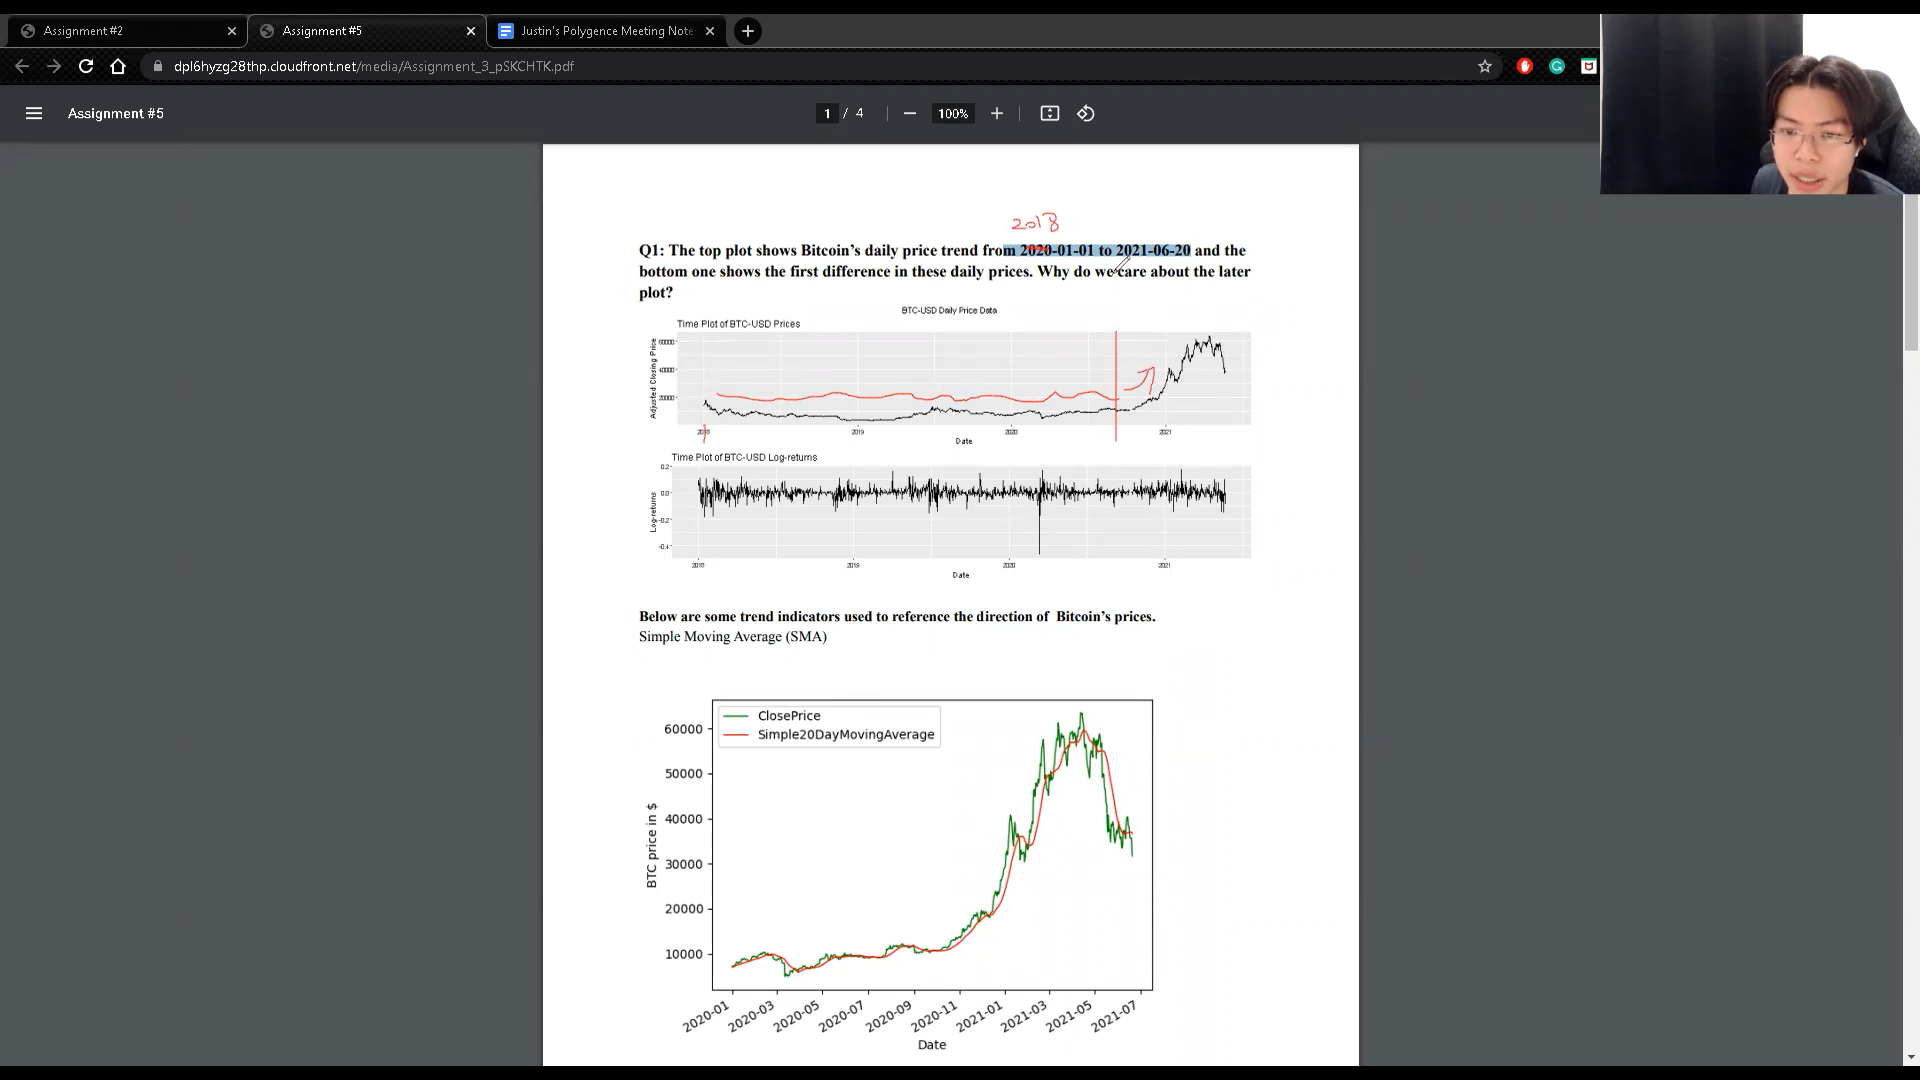 Assignment #2
Assignment #5
Justin's Polygence Meeting Note
dpl6hyzg28thp.cloudfront.net/media/Assignment_3_pSKCHTK.pdf
Assignment #5
1 / 4
100%
2018
Q1: The top plot shows Bitcoin's daily price trend from 2020-01-01 to 2021-06-20 and the
bottom one shows the first difference in these daily prices. Why do we care about the later
plot?
BTC-USD Daily Price Data
Time Plot of BTC-USD Prices
Adjusted Closing Price
60000
40000
20000
2018
2019
2020
2021
Date
Time Plot of BTC-USD Log-returns
Log-returns
0.2
0.0
-0.2
-0.4
2018
2019
2020
2021
Date
Below are some trend indicators used to reference the direction of Bitcoin's prices.
Simple Moving Average (SMA)
ClosePrice
Simple20DayMovingAverage
BTC price in $
60000
50000
40000
30000
20000
10000
2020-01
2020-03
2020-05
2020-07
2020-09
2020-11
2021-01
2021-03
2021-05
2021-07
Date